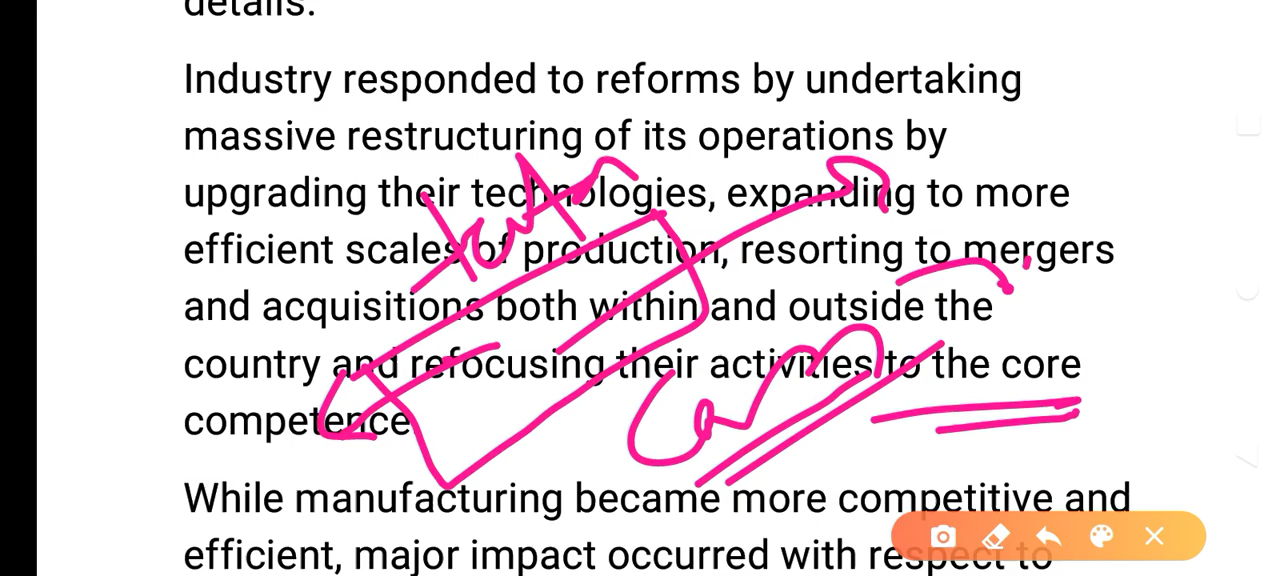 details.
Industry responded to reforms by undertaking
massive restructuring of its operations by
upgrading their technologies, expanding to more
efficient scales of production, resorting to mergers
and acquisitions both within and outside the
country and refocusing their activities to the core
competence
While manufacturing became more competitive and
efficient, major impact occurred with respect to